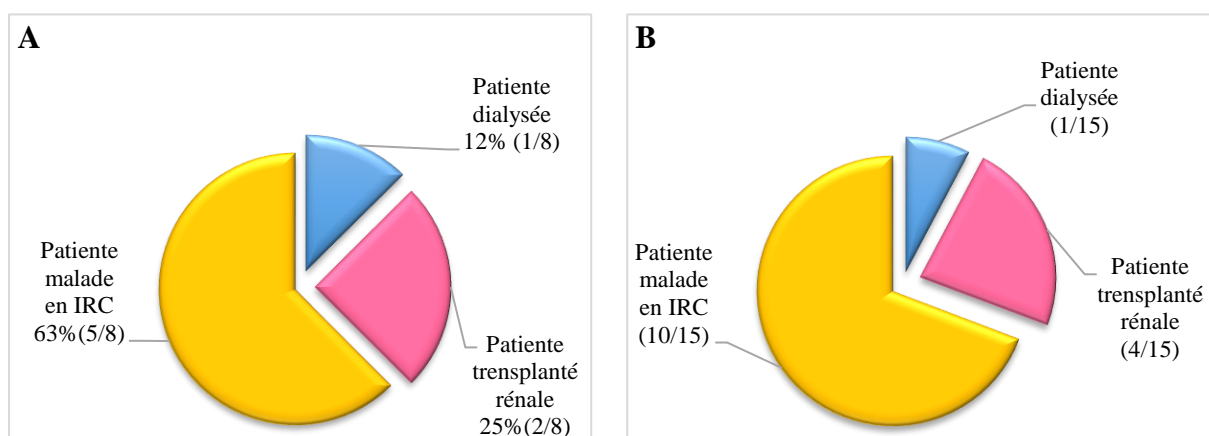 A
Patiente
dialysée
12% (1/8)
Patiente
malade
en IRC
63%(5/8)
Patiente
trensplanté
rénale
25%(2/8)
B
Patiente
dialysée
(1/15)
Patiente
malade
en IRC
(10/15)
Patiente
trensplanté
rénale
(4/15)